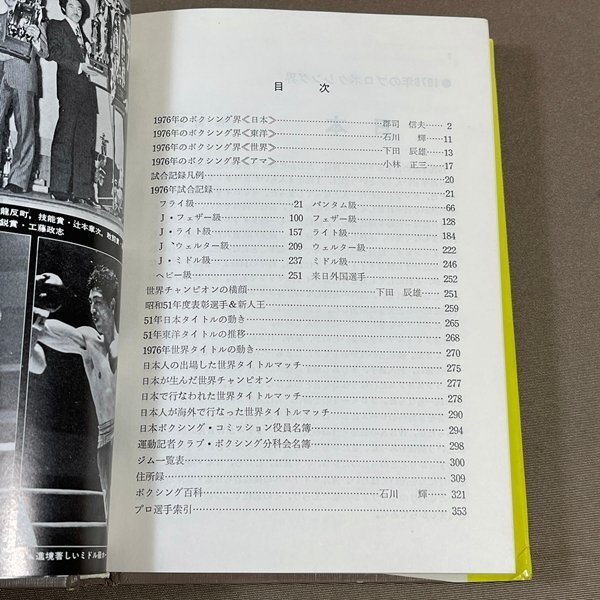 目次
1976年のボクシング界≪日本≫……………郡司 信夫… 2
1976年のボクシング界≪東洋≫……………石川 輝…11
1976年のボクシング界≪世界≫……………下田 辰雄…13
1976年のボクシング界≪アマ≫……………小林 正三…17
試合記録凡例……………20
1976年試合記録……………21
フライ級……………21 バンタム級……………66
J・フェザー級……………100 フェザー級……………128
J・ライト級……………157 ライト級……………184
J・ウェルター級……………209 ウェルター級……………222
J・ミドル級……………237 ミドル級……………246
ヘビー級……………251 来日外国選手……………252
世界チャンピオンの横顔……………下田 辰雄…251
昭和51年度表彰選手&新人王……………259
51年日本タイトルの動き……………265
51年東洋タイトルの推移……………268
1976年世界タイトルの動き……………270
日本人の出場した世界タイトルマッチ……………275
日本が生んだ世界チャンピオン……………277
日本で行なわれた世界タイトルマッチ……………278
日本人が海外で行なった世界タイトルマッチ……………290
日本ボクシング・コミッション役員名簿……………294
運動記者クラブ・ボクシング分科会名簿……………298
ジム一覧表……………300
住所録……………309
ボクシング百科……………石川 輝…321
プロ選手索引……………353
龍反町，技能賞・辻本章次，
鋭賞・工藤政志
進境著しいミドル級